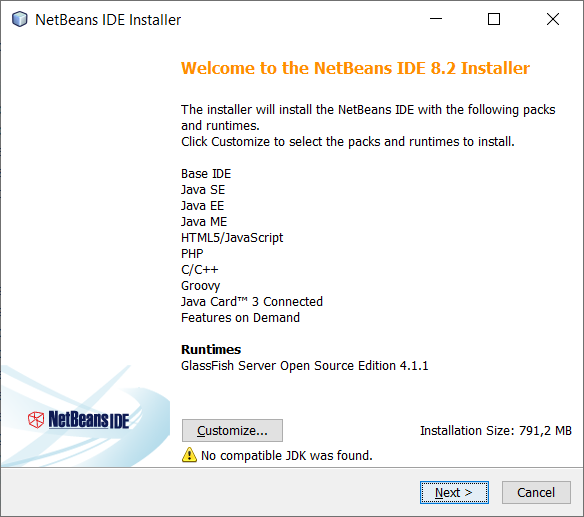 NetBeans IDE Installer
Welcome to the NetBeans IDE 8.2 Installer
The installer will install the NetBeans IDE with the following packs
and runtimes.
Click Customize to select the packs and runtimes to install.
Base IDE
Java SE
Java EE
Java ME
HTML5/JavaScript
PHP
C/C++
Groovy
Java Card™ 3 Connected
Features on Demand
Runtimes
GlassFish Server Open Source Edition 4.1.1
NetBeans IDE
Customize...
Installation Size: 791,2 MB
No compatible JDK was found.
Next >
Cancel